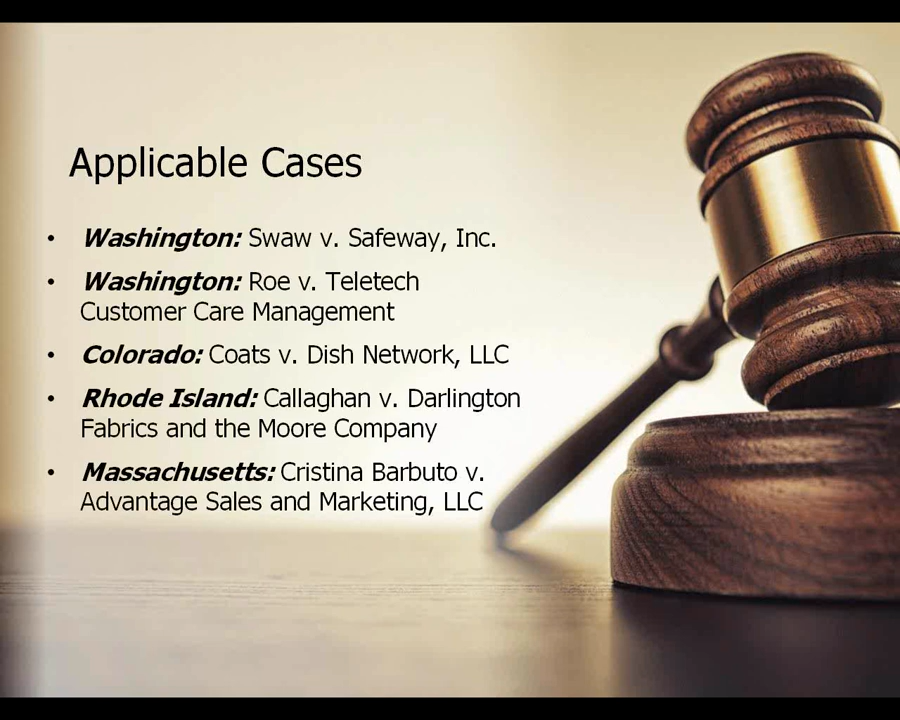 Applicable Cases
• Washington: Swaw v. Safeway, Inc.
• Washington: Roe v. Teletech
Customer Care Management
• Colorado: Coats v. Dish Network, LLC
• Rhode Island: Callaghan v. Darlington
Fabrics and the Moore Company
• Massachusetts: Cristina Barbuto v.
Advantage Sales and Marketing, LLC